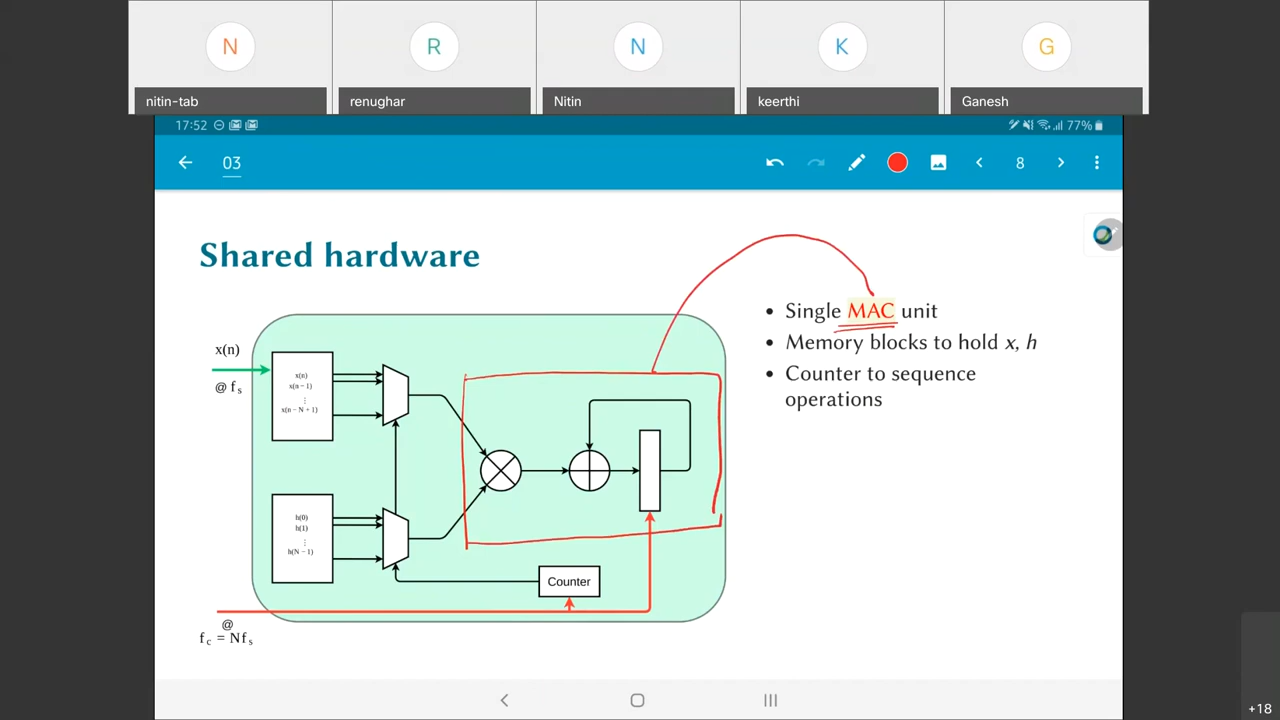 N
R
N
K
G
nitin-tab
renughar
Nitin
keerthi
Ganesh
17:52
77%
03
8
Shared hardware
• Single MAC unit
• Memory blocks to hold x, h
• Counter to sequence
operations
x(n)
@ fs
x(n)
x(n − 1)
⋮
x(n − N + 1)
h(0)
h(1)
⋮
h(N − 1)
Counter
@
fc = Nfs
+18